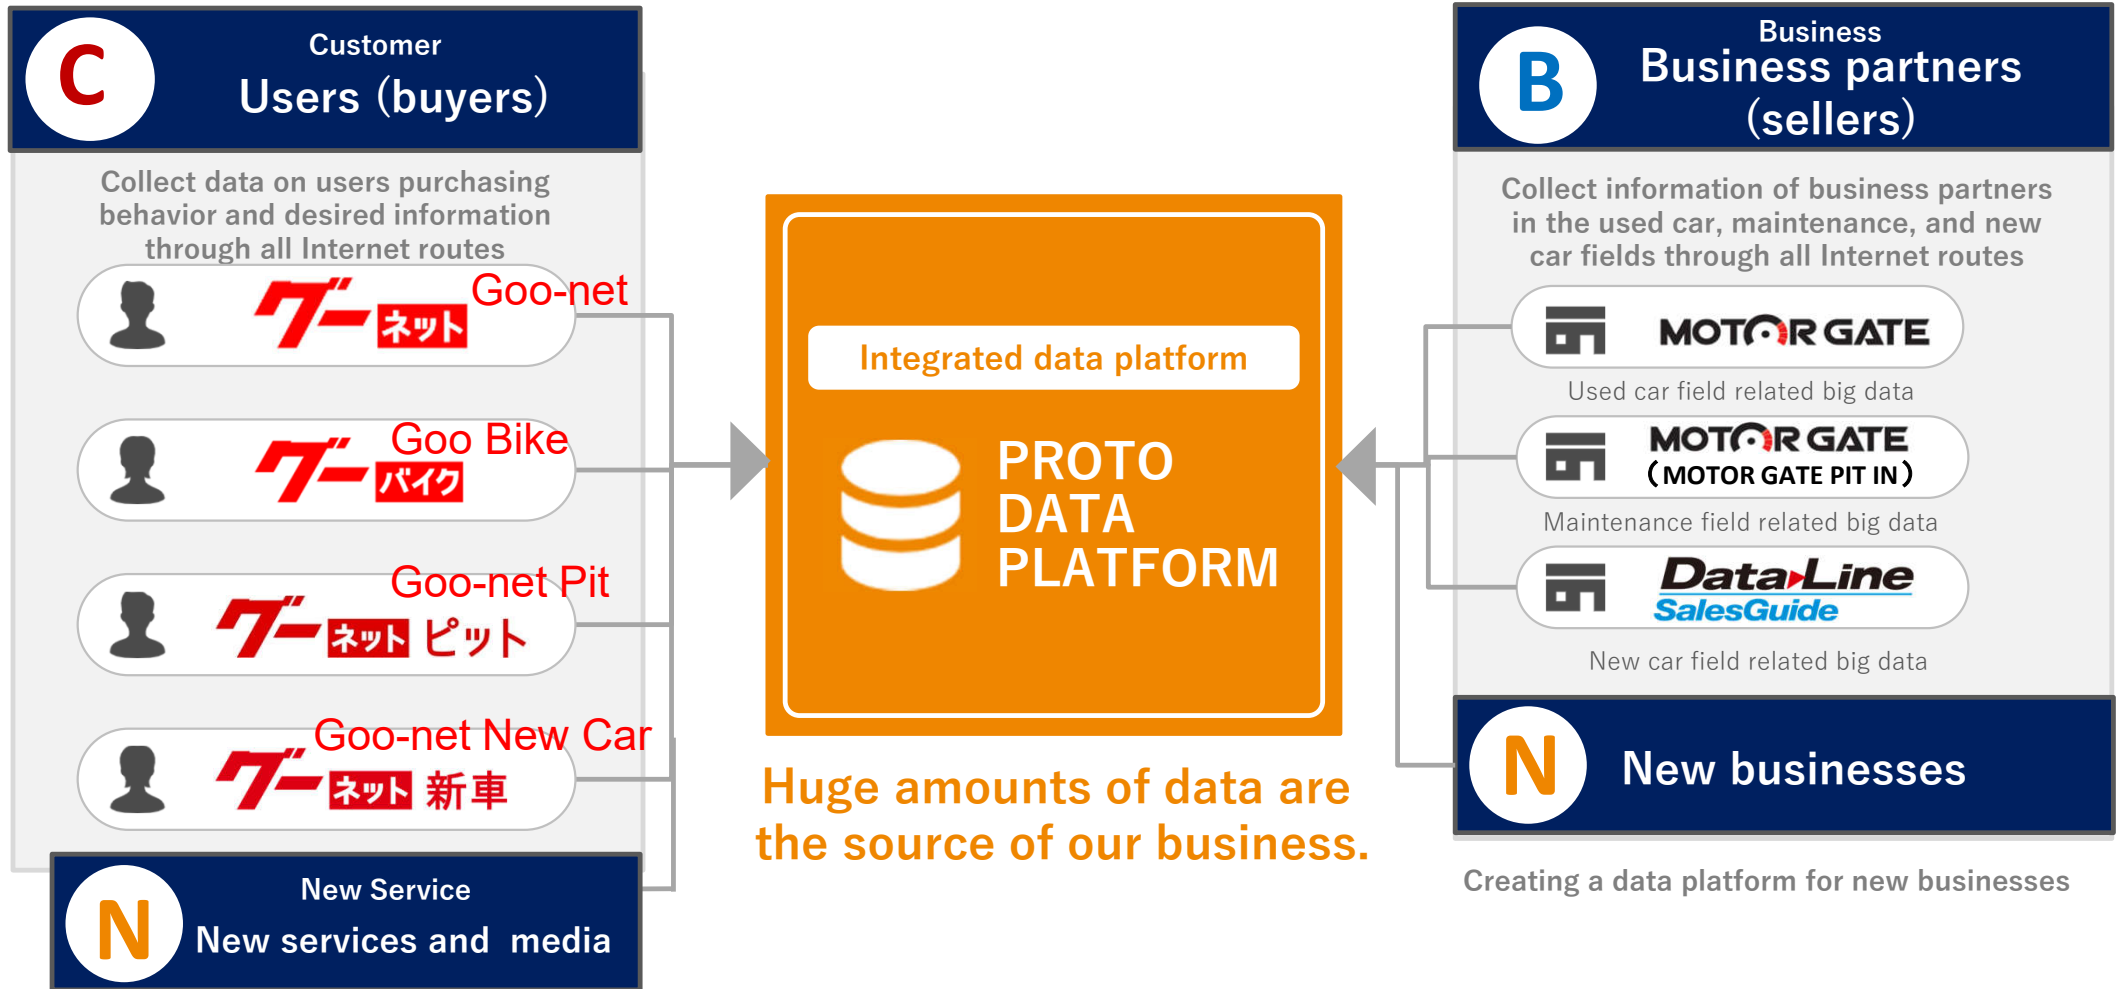 C
Customer
Users (buyers)
Collect data on users purchasing
behavior and desired information
through all Internet routes
Goo-net
グーネット
Goo Bike
グーバイク
Goo-net Pit
グーネット ピット
Goo-net New Car
グーネット 新車
N
New Service
New services and media
Integrated data platform
PROTO
DATA
PLATFORM
Huge amounts of data are
the source of our business.
B
Business
Business partners
(sellers)
Collect information of business partners
in the used car, maintenance, and new
car fields through all Internet routes
MOTOR GATE
Used car field related big data
MOTOR GATE
(MOTOR GATE PIT IN)
Maintenance field related big data
Data Line
SalesGuide
New car field related big data
N
New businesses
Creating a data platform for new businesses